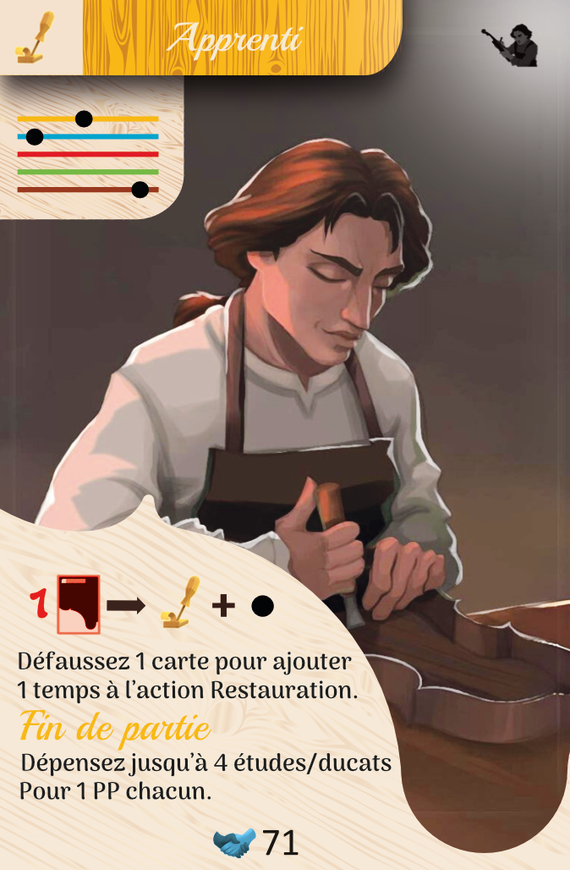 Apprenti
1
Défaussez 1 carte pour ajouter
1 temps à l’action Restauration.
Fin de partie
Dépensez jusqu’à 4 études/ducats
Pour 1 PP chacun.
71